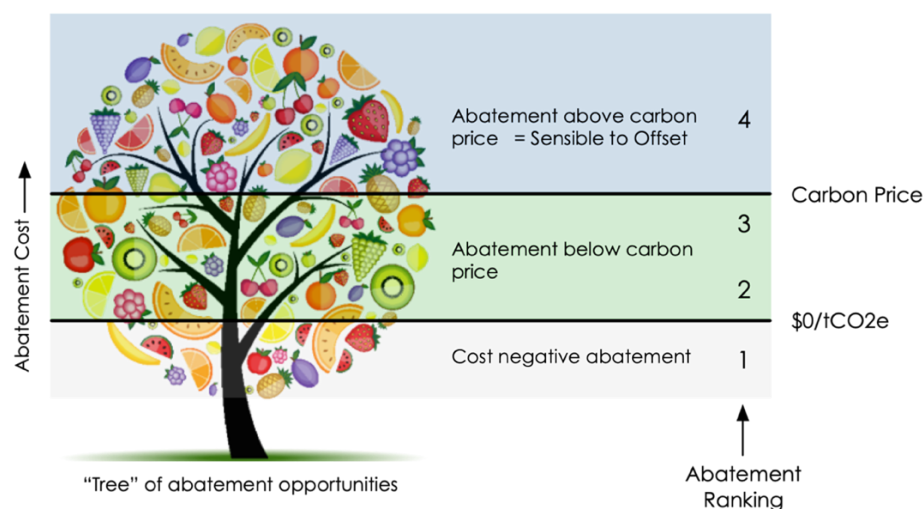 Abatement above carbon
price = Sensible to Offset
4
Carbon Price
3
Abatement below carbon
price
2
$0/tCO2e
Cost negative abatement
1
Abatement Cost
"Tree" of abatement opportunities
Abatement
Ranking